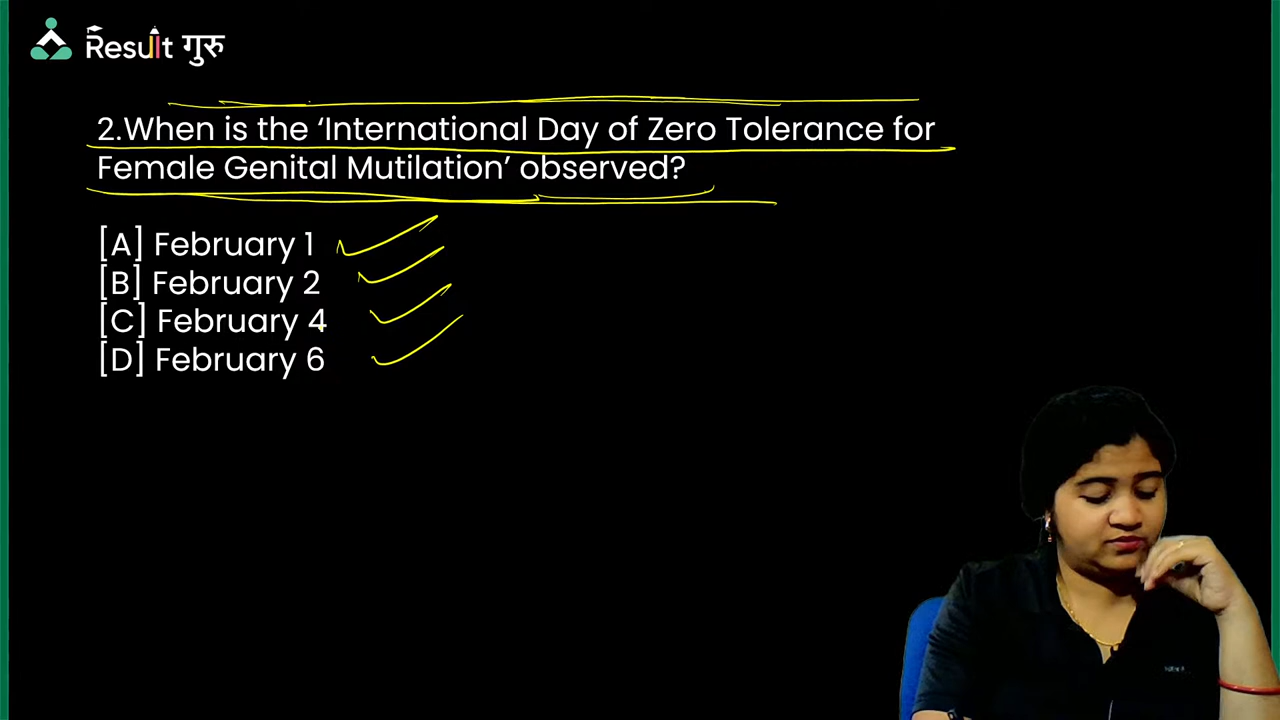 Result गुरु
2.When is the ‘International Day of Zero Tolerance for
Female Genital Mutilation’ observed?
[A] February 1
[B] February 2
[C] February 4
[D] February 6